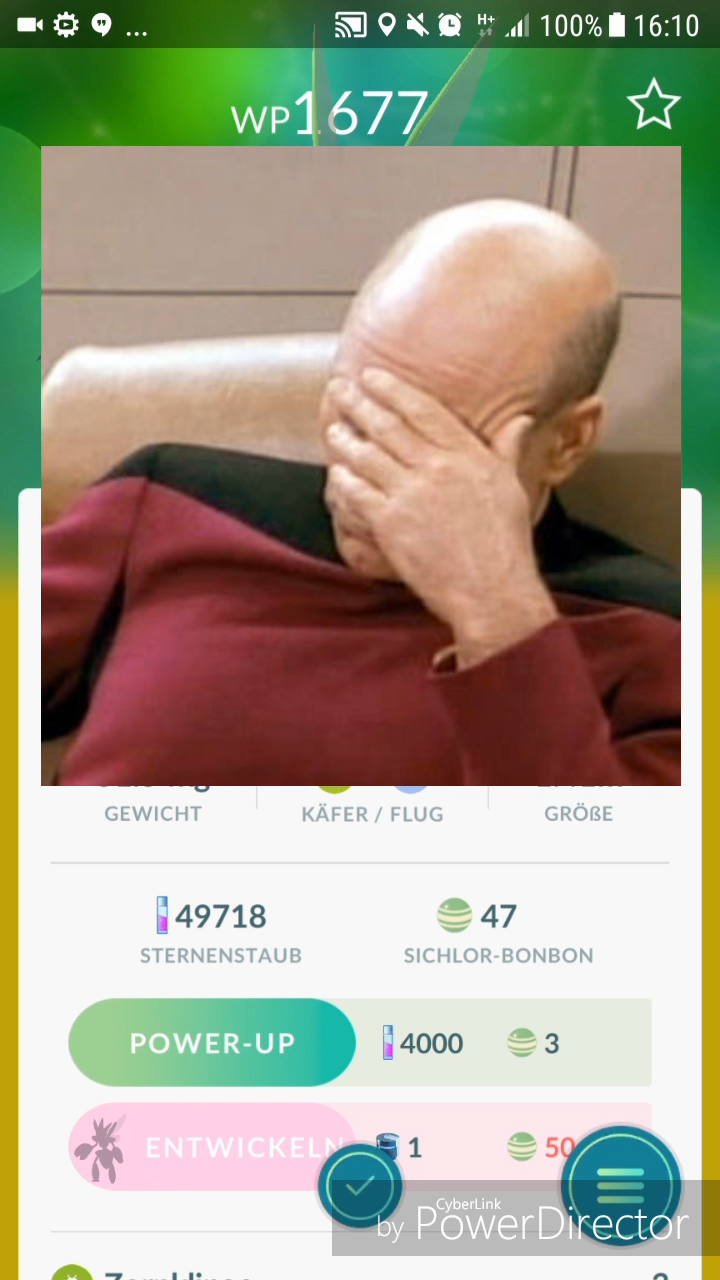 ... H+ 100% 16:10
WP1677
GEWICHT KÄFER / FLUG GRÖßE
49718 47
STERNENSTAUB SICHLOR-BONBON
POWER-UP 4000 3
ENTWICKELN 1 50
CyberLink
by PowerDirector